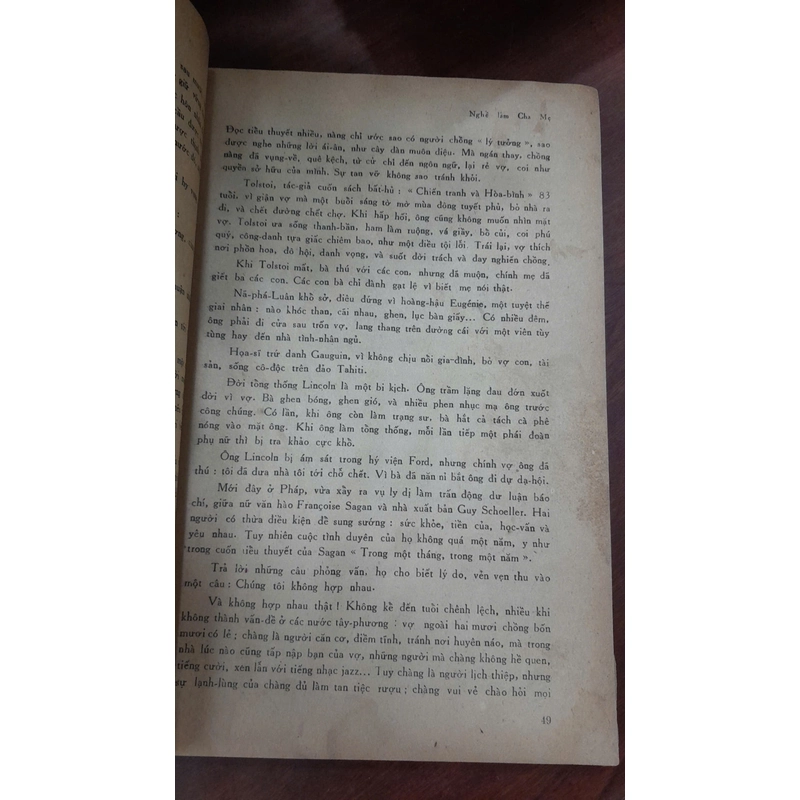 Nghề làm Cha Mẹ
Đọc tiểu thuyết nhiều, nàng chỉ ước sao có người chồng « lý tưởng », sao
được nghe những lời ái-ân, như cây đàn muôn điệu. Mà ngán thay, chồng
nàng đã vụng-về, quê kệch, từ cử chỉ đến ngôn ngữ, lại rẻ vợ, coi như
quyền sở hữu của mình. Sự tan vỡ không sao tránh khỏi.
Tolstoi, tác-giả cuốn sách bất-hủ : « Chiến tranh và Hòa-bình » 83
tuổi, vì giận vợ mà một buổi sáng tờ mờ mùa đông tuyết phủ, bỏ nhà ra
đi, và chết đường chết chợ. Khi hấp hối, ông cũng không muốn nhìn mặt
vợ. Tolstoi ưa sống thanh-bần, ham làm ruộng, vá giầy, bổ củi, coi phú
quý, công-danh tựa giấc chiêm bao, như một điều tội lỗi. Trái lại, vợ thích
nơi phồn hoa, đô hội, danh vọng, và suốt đời trách và day nghiến chồng.
Khi Tolstoi mất, bà thú với các con, nhưng đã muộn, chính mẹ đã
giết ba các con. Các con bà chỉ đành gạt lệ vì biết mẹ nói thật.
Nã-phá-Luân khổ sở, điêu đứng vì hoàng-hậu Eugénie, một tuyệt thế
giai nhân : nào khóc than, cãi nhau, ghen, lục bàn giấy... Có nhiều đêm,
ông phải đi cửa sau trốn vợ, lang thang trên đường cái với một viên tùy
tùng hay đến nhà tình-nhân ngủ.
Họa-sĩ trứ danh Gauguin, vì không chịu nổi gia-đình, bỏ vợ con, tài
sản, sống cô-độc trên đảo Tahiti.
Đời tổng thống Lincoln là một bi kịch. Ông trầm lặng đau đớn xuốt
đời vì vợ. Bà ghen bóng, ghen gió, và nhiều phen nhục mạ ông trước
công chúng. Có lần, khi ông còn làm trạng sư, bà hắt cả tách cà phê
nóng vào mặt ông. Khi ông làm tổng thống, mỗi lần tiếp một phái đoàn
phụ nữ thì bị tra khảo cực khổ.
Ông Lincoln bị ám sát trong hý viện Ford, nhưng chính vợ ông đã
thú : tôi đã đưa nhà tôi tới chỗ chết. Vì bà đã năn nỉ bắt ông đi dự dạ-hội.
Mới đây ở Pháp, vừa xẩy ra vụ ly dị làm trấn động dư luận báo
chí, giữa nữ văn hào Françoise Sagan và nhà xuất bản Guy Schoeller. Hai
người có thừa điều kiện để sung sướng : sức khỏe, tiền của, học-vấn và
yêu nhau. Tuy nhiên cuộc tình duyên của họ không quá một năm, y như
trong cuốn tiểu thuyết của Sagan « Trong một tháng, trong một năm ».
Trả lời những câu phỏng vấn, họ cho biết lý do, vẻn vẹn thu vào
một câu : Chúng tôi không hợp nhau.
Và không hợp nhau thật ! Không kể đến tuổi chênh lệch, nhiều khi
không thành vấn-đề ở các nước tây-phương : vợ ngoài hai mươi chồng bốn
mươi có lẻ ; chàng là người căn cơ, điềm tĩnh, tránh nơi huyên náo, mà trong
nhà lúc nào cũng tấp nập bạn của vợ, những người mà chàng không hề quen,
tiếng cười, xen lẫn với tiếng nhạc jazz... Tuy chàng là người lịch thiệp, nhưng
sự lạnh-lùng của chàng đủ làm tan tiệc rượu ; chàng vui vẻ chào hỏi mọi
49